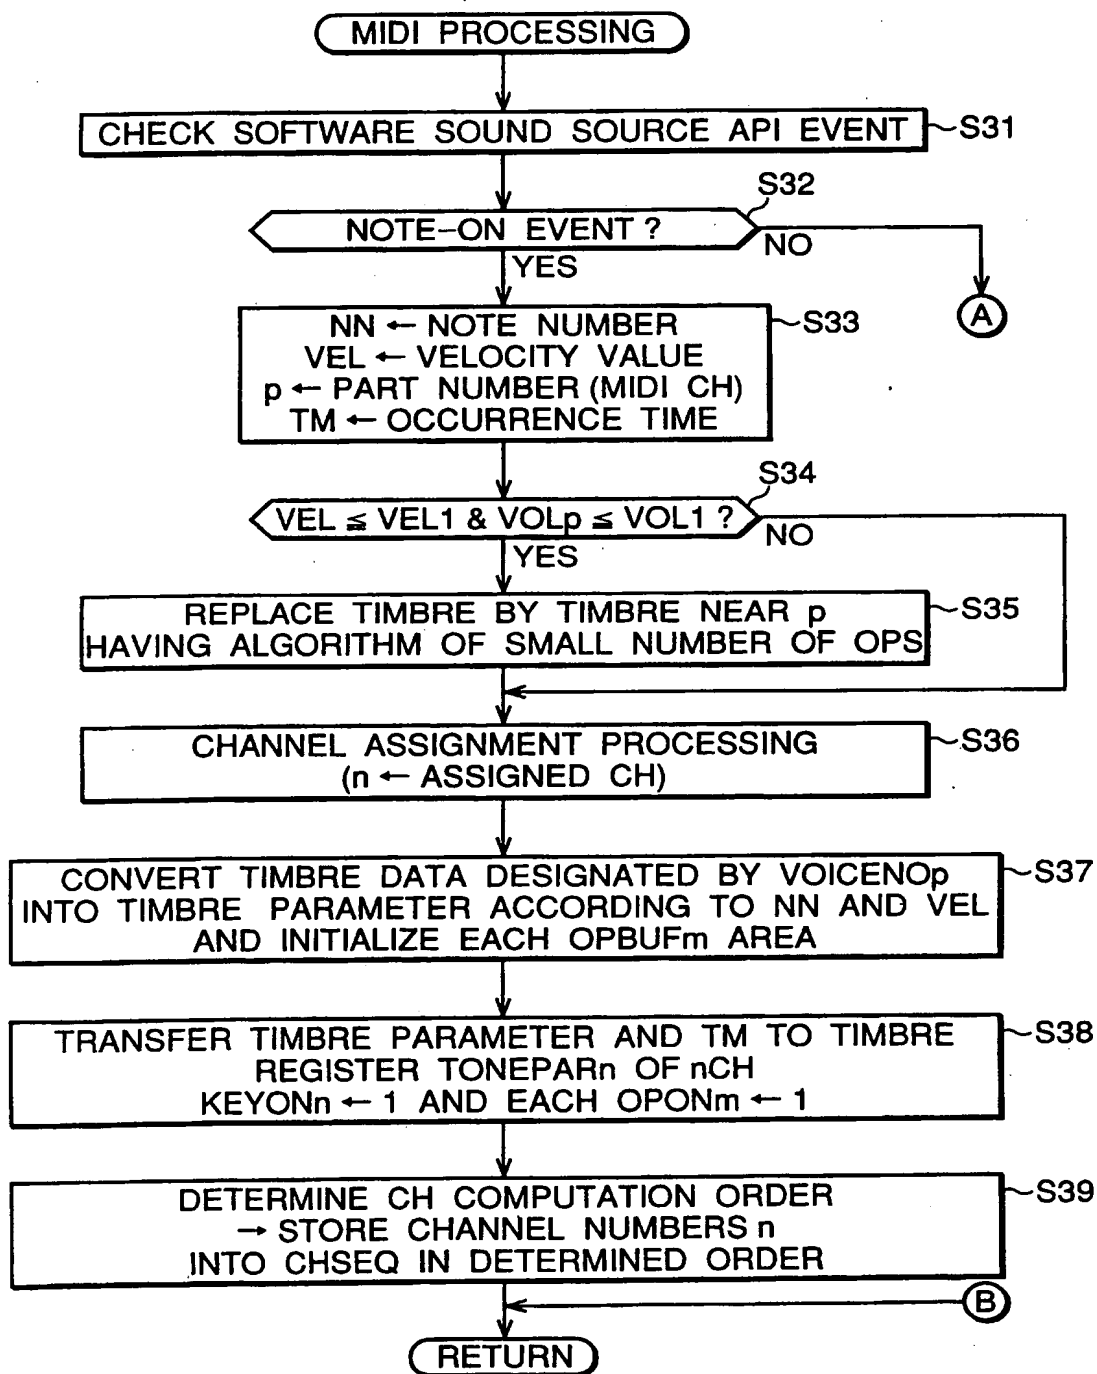 MIDI PROCESSING
CHECK SOFTWARE SOUND SOURCE API EVENT
S31
S32
NOTE-ON EVENT ?
NO
YES
A
NN ← NOTE NUMBER
VEL ← VELOCITY VALUE
p ← PART NUMBER (MIDI CH)
TM ← OCCURRENCE TIME
S33
S34
VEL ≦ VEL1 & VOLp ≤ VOL1 ?
NO
YES
REPLACE TIMBRE BY TIMBRE NEAR p
HAVING ALGORITHM OF SMALL NUMBER OF OPS
S35
CHANNEL ASSIGNMENT PROCESSING
(n ← ASSIGNED CH)
S36
CONVERT TIMBRE DATA DESIGNATED BY VOICENOp
INTO TIMBRE PARAMETER ACCORDING TO NN AND VEL
AND INITIALIZE EACH OPBUFm AREA
S37
TRANSFER TIMBRE PARAMETER AND TM TO TIMBRE
REGISTER TONEPARn OF nCH
KEYONn ← 1 AND EACH OPONm ← 1
S38
DETERMINE CH COMPUTATION ORDER
→ STORE CHANNEL NUMBERS n
INTO CHSEQ IN DETERMINED ORDER
S39
B
RETURN